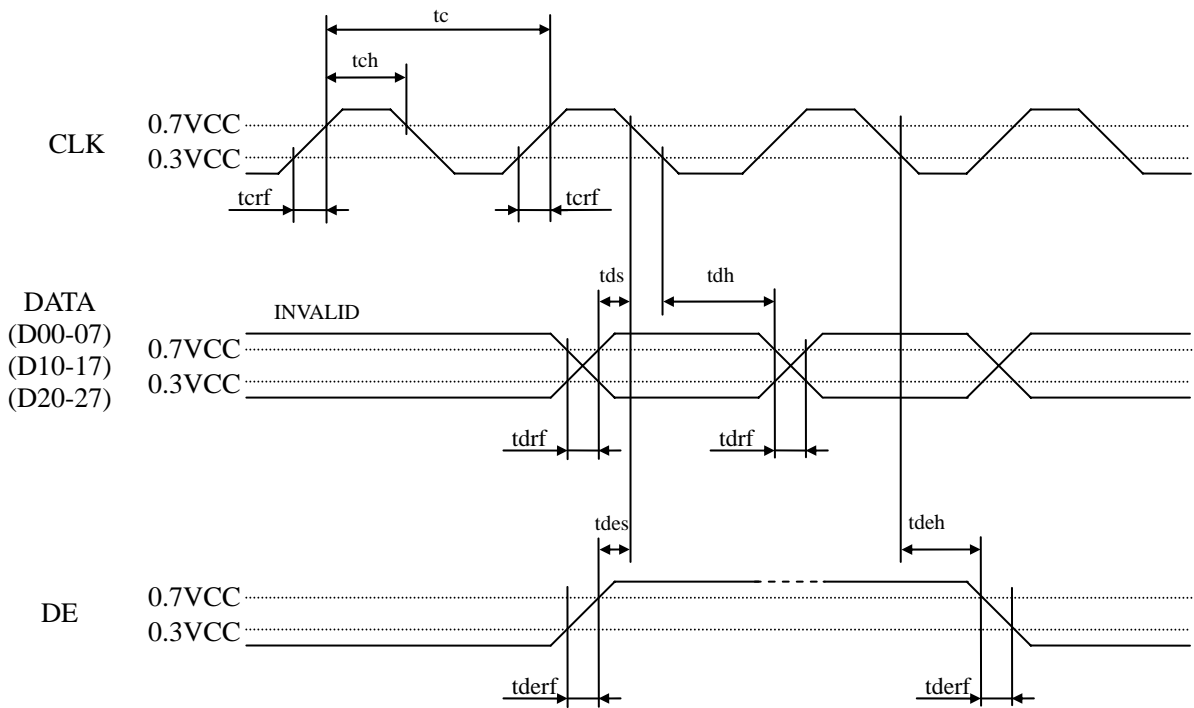 tc
tch
CLK
0.7VCC
0.3VCC
tcrf
tcrf
tds
tdh
DATA
(D00-07)
(D10-17)
(D20-27)
INVALID
0.7VCC
0.3VCC
tdrf
tdrf
tdes
tdeh
DE
0.7VCC
0.3VCC
tderf
tderf